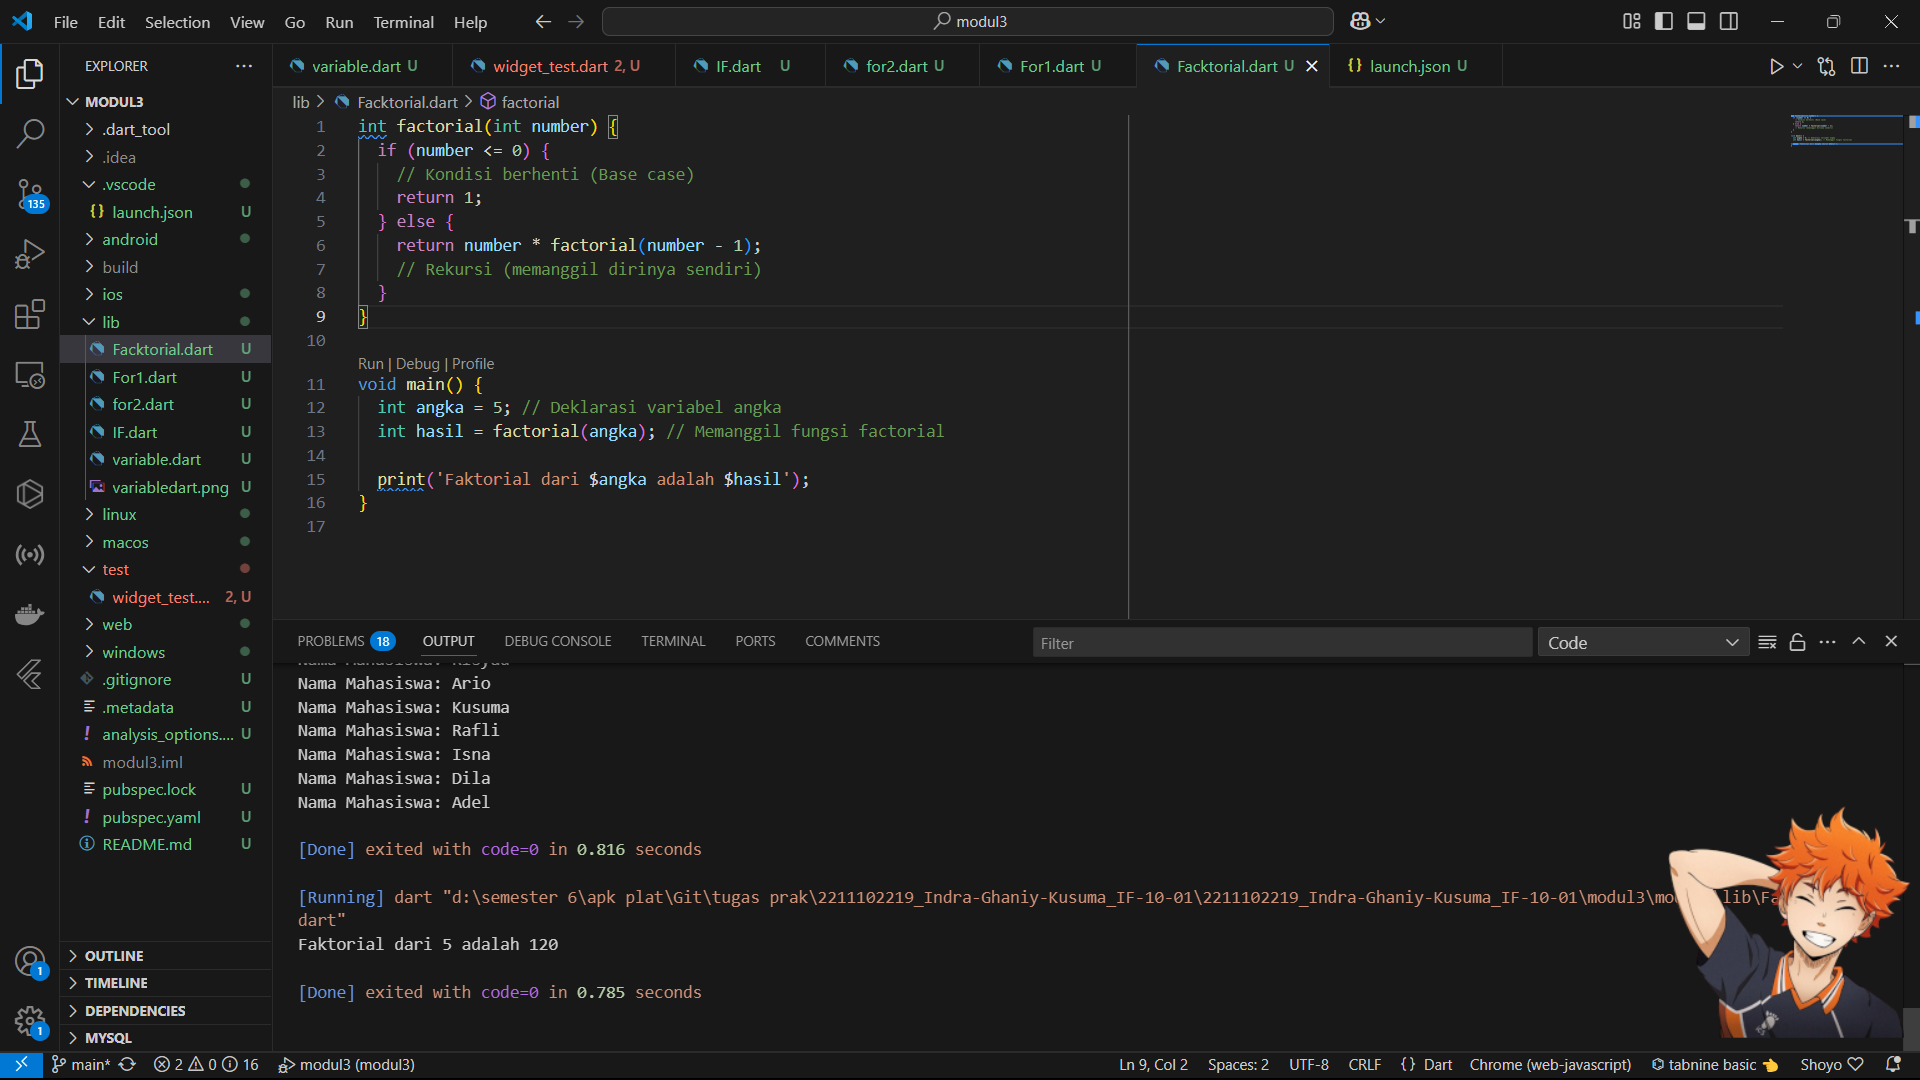 File Edit Selection View Go Run Terminal Help
modul3
EXPLORER
MODUL3
.dart_tool
.idea
.vscode
launch.json U
android
build
ios
lib
Facktorial.dart U
For1.dart U
for2.dart U
IF.dart U
variable.dart U
variabledart.png U
linux
macos
test
widget_test.... 2, U
web
windows
.gitignore U
.metadata U
analysis_options.... U
modul3.iml
pubspec.lock U
pubspec.yaml U
README.md U
OUTLINE
TIMELINE
DEPENDENCIES
MYSQL
135
1
1
variable.dart U widget_test.dart 2, U IF.dart U for2.dart U For1.dart U Facktorial.dart U launch.json U
lib > Facktorial.dart > factorial
1 int factorial(int number) {
2 if (number <= 0) {
3 // Kondisi berhenti (Base case)
4 return 1;
5 } else {
6 return number * factorial(number - 1);
7 // Rekursi (memanggil dirinya sendiri)
8 }
9 }
10
Run | Debug | Profile
11 void main() {
12 int angka = 5; // Deklarasi variabel angka
13 int hasil = factorial(angka); // Memanggil fungsi factorial
14
15 print('Faktorial dari $angka adalah $hasil');
16 }
17
PROBLEMS 18 OUTPUT DEBUG CONSOLE TERMINAL PORTS COMMENTS Filter Code
Nama Mahasiswa:
Nama Mahasiswa: Ario
Nama Mahasiswa: Kusuma
Nama Mahasiswa: Rafli
Nama Mahasiswa: Isna
Nama Mahasiswa: Dila
Nama Mahasiswa: Adel
[Done] exited with code=0 in 0.816 seconds
[Running] dart "d:\semester 6\apk plat\Git\tugas prak\2211102219_Indra-Ghaniy-Kusuma_IF-10-01\2211102219_Indra-Ghaniy-Kusuma_IF-10-01\modul3\mo lib\Fa
dart"
Faktorial dari 5 adalah 120
[Done] exited with code=0 in 0.785 seconds
main* 2 0 16 modul3 (modul3) Ln 9, Col 2 Spaces: 2 UTF-8 CRLF {} Dart Chrome (web-javascript) tabnine basic Shoyo